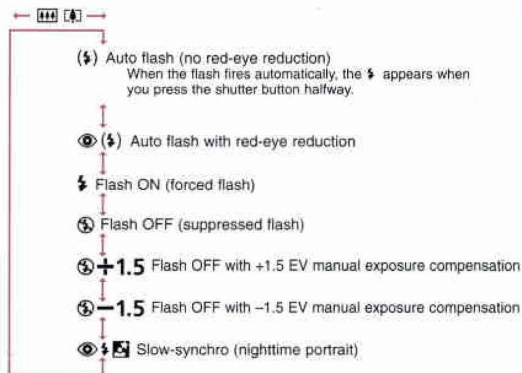 Auto flash (no red-eye reduction)
When the flash fires automatically, the appears when
you press the shutter button halfway.
Auto flash with red-eye reduction
Flash ON (forced flash)
Flash OFF (suppressed flash)
+1.5 Flash OFF with +1.5 EV manual exposure compensation
−1.5 Flash OFF with –1.5 EV manual exposure compensation
Slow-synchro (nighttime portrait)